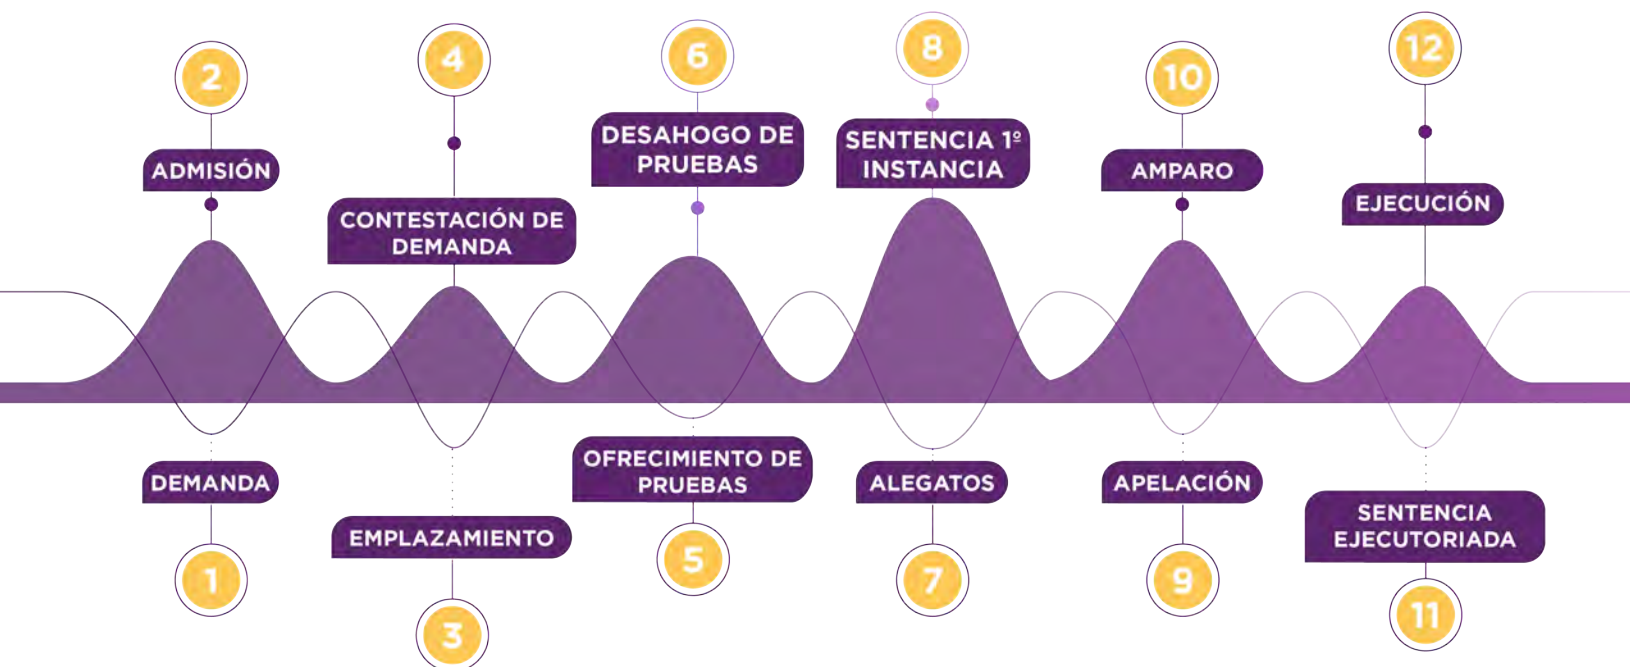 2
ADMISIÓN
4
CONTESTACIÓN DE
DEMANDA
6
DESAHOGO DE
PRUEBAS
8
SENTENCIA 1º
INSTANCIA
10
AMPARO
12
EJECUCIÓN
DEMANDA
1
EMPLAZAMIENTO
3
OFRECIMIENTO DE
PRUEBAS
5
ALEGATOS
7
APELACIÓN
9
SENTENCIA
EJECUTORIADA
11